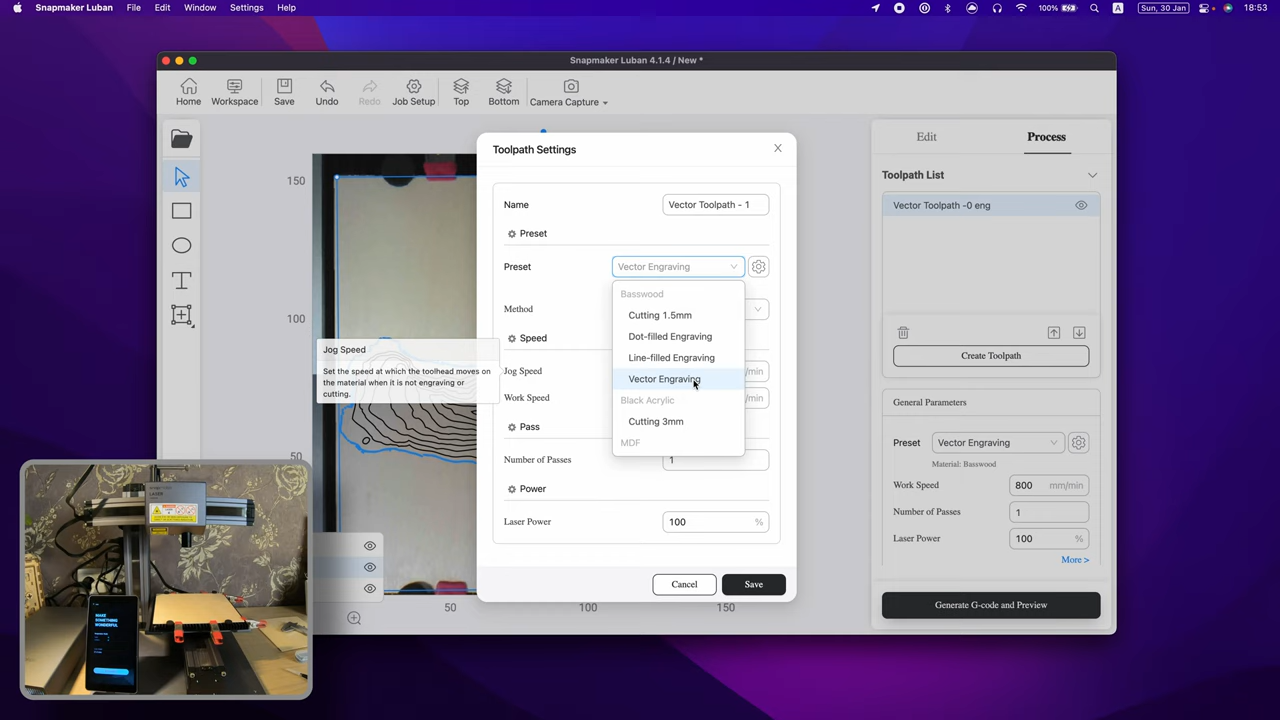 Snapmaker Luban File Edit Window Settings Help 100% A Sun, 30 Jan 18:53
Snapmaker Luban 4.1.4 / New *
Home Workspace Save Undo Redo Job Setup Top Bottom Camera Capture
Edit Process
Toolpath List
Vector Toolpath -0 eng
Create Toolpath
General Parameters
Preset Vector Engraving
Material: Basswood
Work Speed 800 mm/min
Number of Passes 1
Laser Power 100 %
More >
Generate G-code and Preview
Toolpath Settings
Name Vector Toolpath - 1
Preset
Preset Vector Engraving
Basswood
Method
Cutting 1.5mm
Speed
Dot-filled Engraving
Line-filled Engraving
Jog Speed /min
Vector Engraving
Work Speed /min
Black Acrylic
Pass
Cutting 3mm
MDF
Number of Passes 1
Power
Laser Power 100 %
Cancel Save
Jog Speed
Set the speed at which the toolhead moves on
the material when it is not engraving or
cutting.
150
100
50
50 100 150
LASER
MAKE
SOMETHING
WONDERFUL